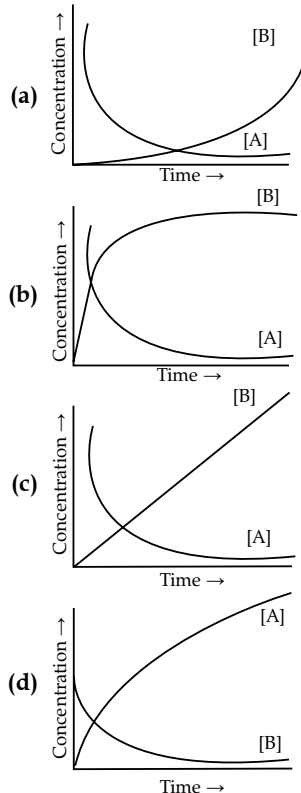 [B]
(a)
Concentration →
[A]
Time →
[B]
(b)
Concentration →
[A]
Time →
[B]
(c)
Concentration →
[A]
Time →
[A]
(d)
Concentration →
[B]
Time →